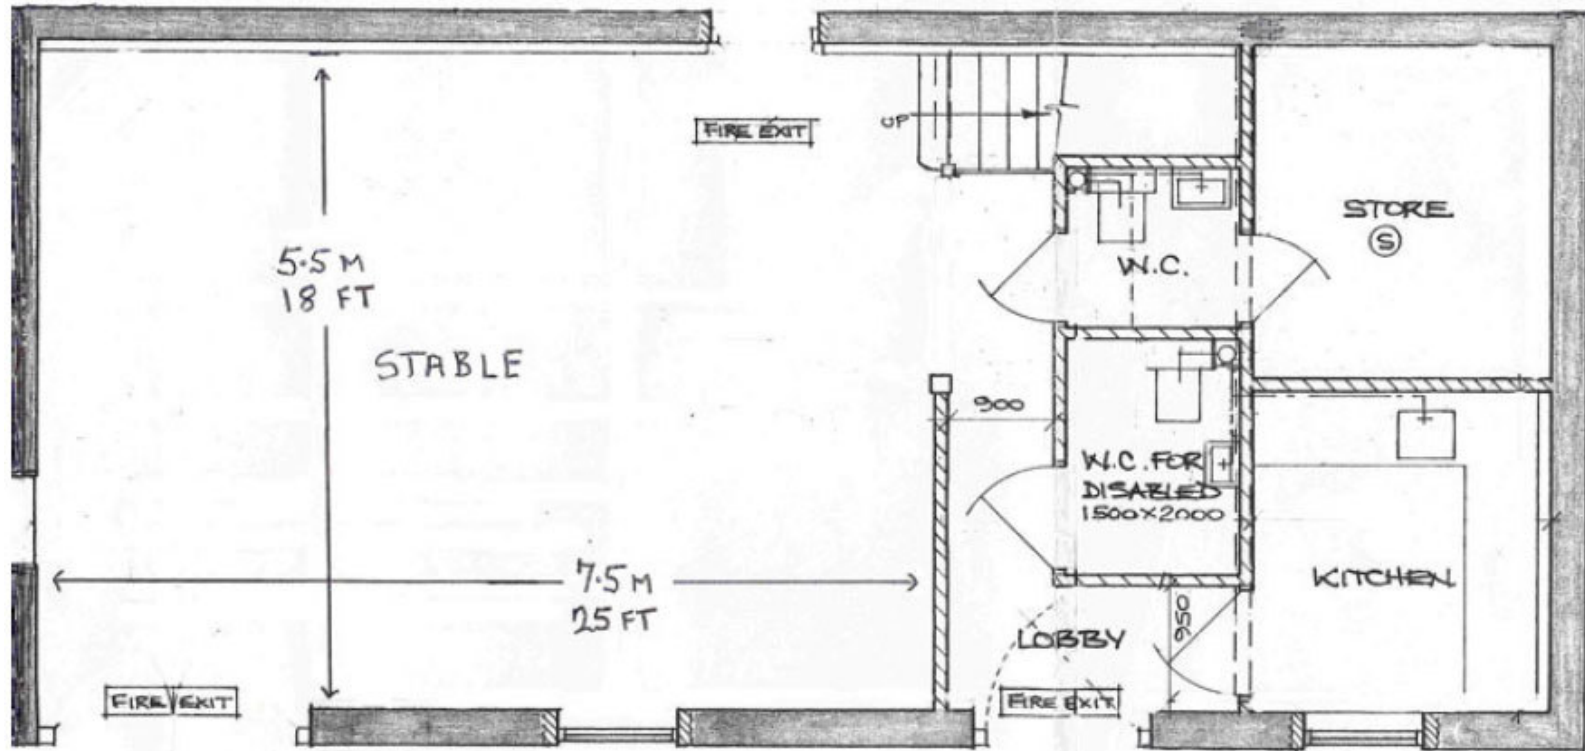 FIRE EXIT
UP
STORE
S
W.C.
5.5 M
18 FT
STABLE
900
W.C. FOR
DISABLED
1500×2000
7.5 M
25 FT
KITCHEN
950
LOBBY
FIRE EXIT
FIRE EXIT